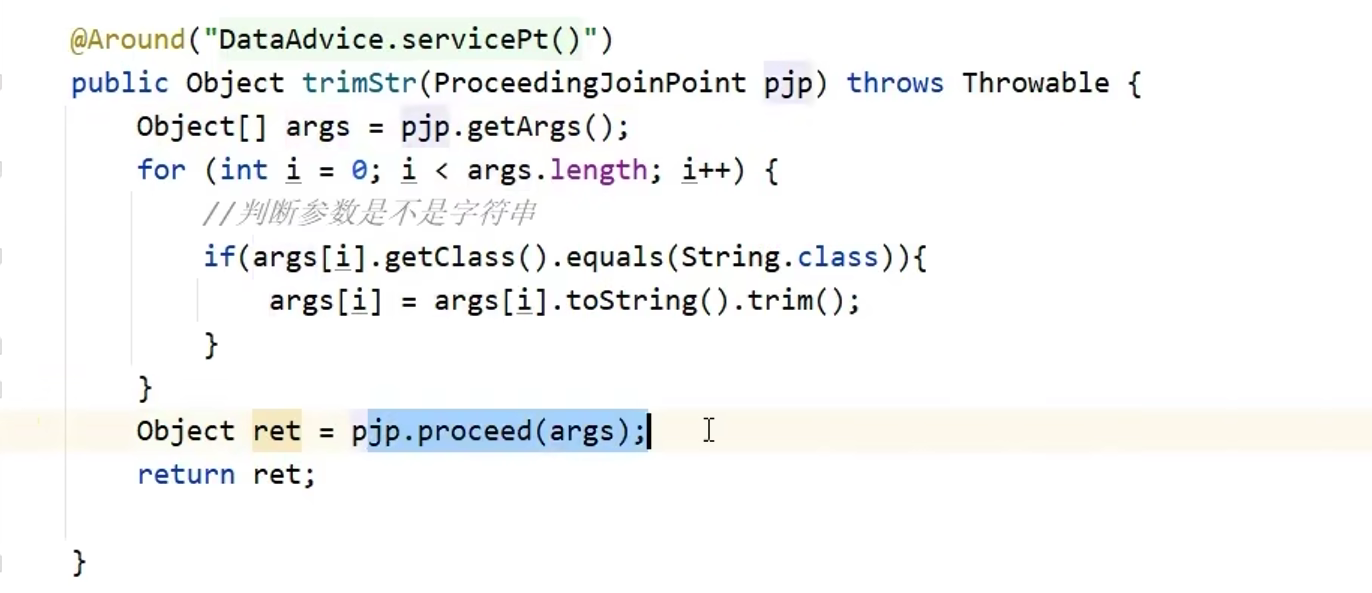 @Around("DataAdvice.servicePt()")
public Object trimStr(ProceedingJoinPoint pjp) throws Throwable {
Object[] args = pjp.getArgs();
for (int i = 0; i < args.length; i++) {
//判断参数是不是字符串
if(args[i].getClass().equals(String.class)){
args[i] = args[i].toString().trim();
}
}
Object ret = pjp.proceed(args);
return ret;
}